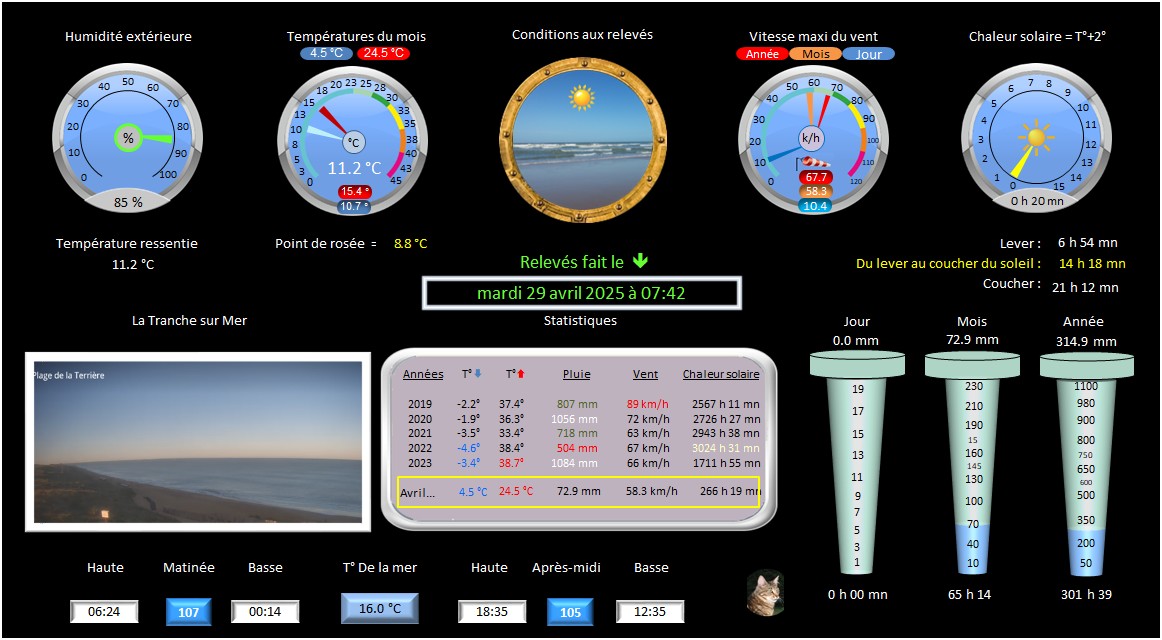 Humidité extérieure
Températures du mois
4.5 °C 24.5 °C
Conditions aux relevés
Vitesse maxi du vent
Année Mois Jour
Chaleur solaire = T°+2°
0 10 20 30 40 50 60 70 80 90 100
%
85 %
0 3 5 8 10 13 15 18 20 23 25 28 30 33 35 38 40 43 45
°C
11.2 °C
15.4 °
10.7 °
0 10 20 30 40 50 60 70 80 90 100 110 120
k/h
67.7
58.3
10.4
0 1 2 3 4 5 6 7 8 9 10 11 12 13 14 15
0 h 20 mn
Température ressentie
11.2 °C
Point de rosée = 8.8 °C
Lever : 6 h 54 mn
Du lever au coucher du soleil : 14 h 18 mn
Coucher : 21 h 12 mn
Relevés fait le
mardi 29 avril 2025 à 07:42
La Tranche sur Mer
Plage de la Terrière
Statistiques
Années T° T° Pluie Vent Chaleur solaire
2019 -2.2° 37.4° 807 mm 89 km/h 2567 h 11 mn
2020 -1.9° 36.3° 1056 mm 72 km/h 2726 h 27 mn
2021 -3.5° 33.4° 718 mm 63 km/h 2943 h 38 mn
2022 -4.6° 38.4° 504 mm 67 km/h 3024 h 31 mn
2023 -3.4° 38.7° 1084 mm 66 km/h 1711 h 55 mn
Avril... 4.5 °C 24.5 °C 72.9 mm 58.3 km/h 266 h 19 mn
Jour
0.0 mm
19
17
15
13
11
9
7
5
3
1
0 h 00 mn
Mois
72.9 mm
230
210
190
15
160
145
130
100
70
40
10
65 h 14
Année
314.9 mm
1100
980
900
800
750
650
600
500
350
200
50
301 h 39
Haute Matinée Basse T° De la mer Haute Après-midi Basse
06:24 107 00:14 16.0 °C 18:35 105 12:35